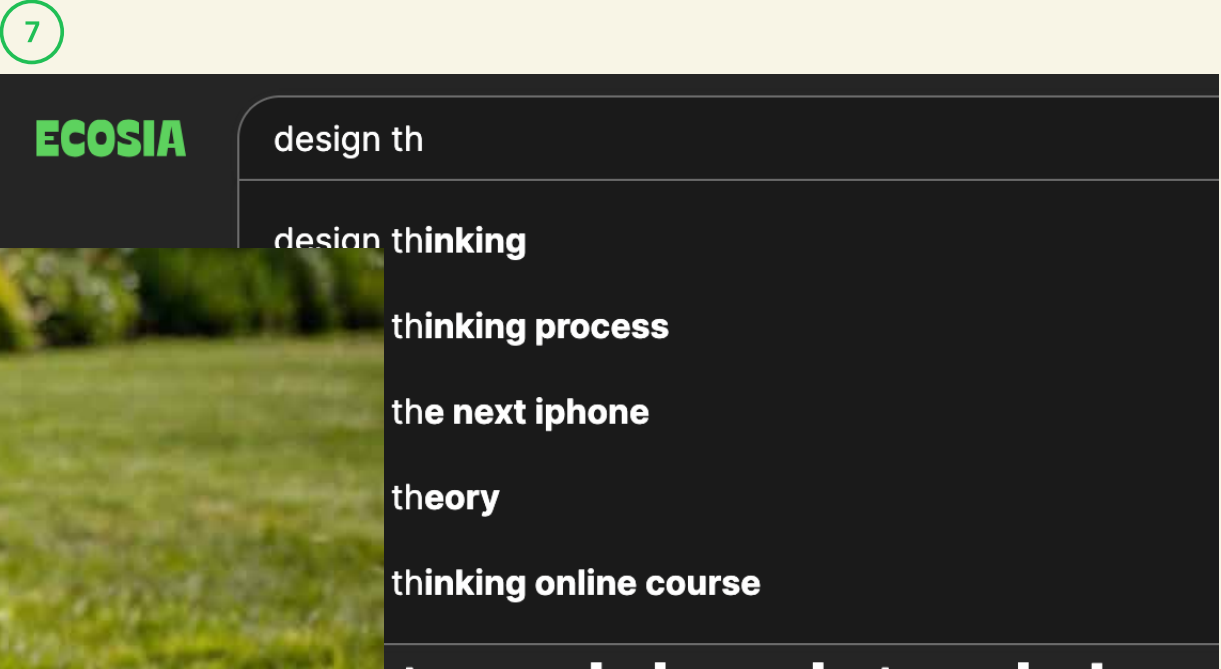 7
ECOSIA
design th
design thinking
thinking process
the next iphone
theory
thinking online course